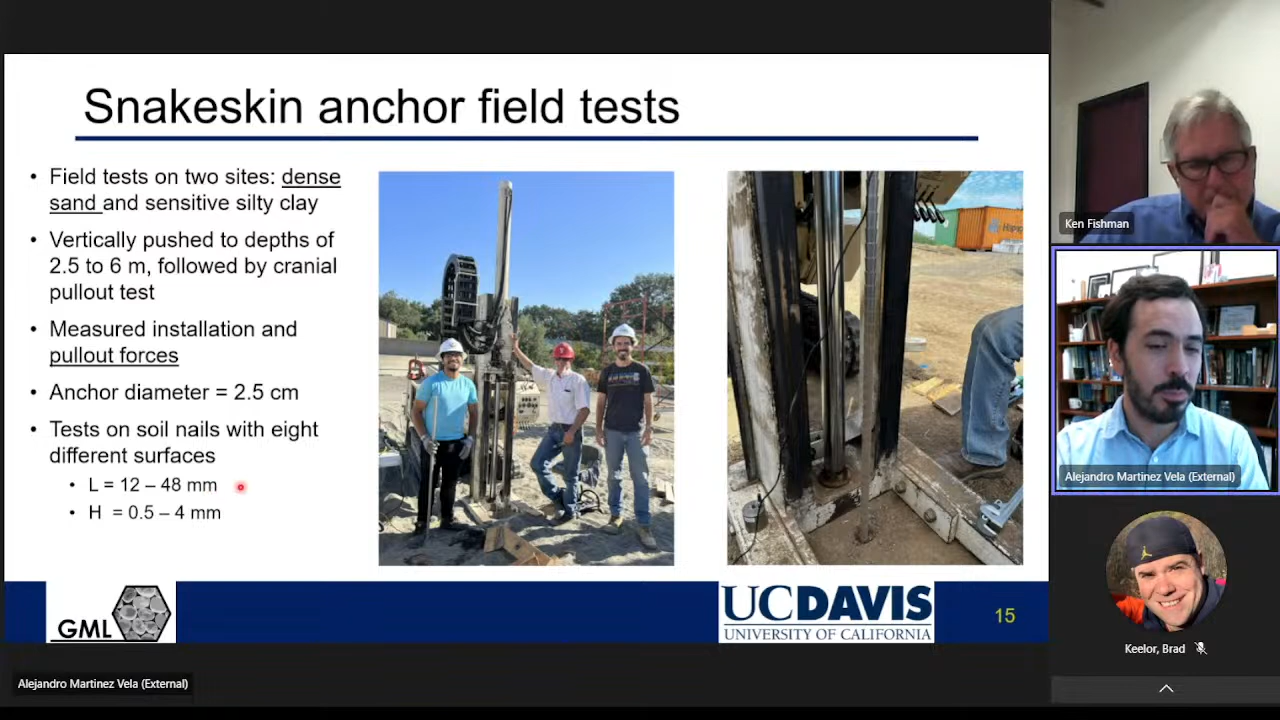 Snakeskin anchor field tests
• Field tests on two sites: dense
sand and sensitive silty clay
• Vertically pushed to depths of
2.5 to 6 m, followed by cranial
pullout test
• Measured installation and
pullout forces
• Anchor diameter = 2.5 cm
• Tests on soil nails with eight
different surfaces
• L = 12 – 48 mm
• H = 0.5 – 4 mm
GML
UCDAVIS
UNIVERSITY OF CALIFORNIA
15
Alejandro Martinez Vela (External)
Ken Fishman
Alejandro Martinez Vela (External)
Keelor, Brad